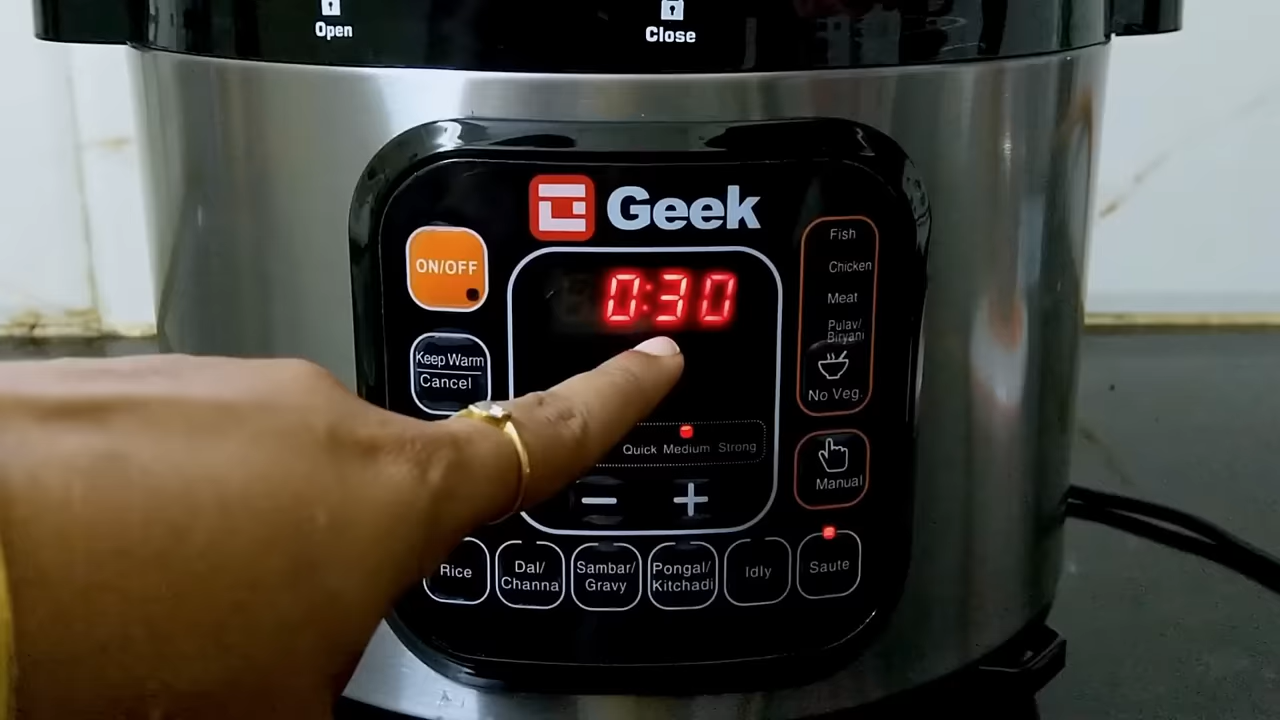 Open
Close
Geek
ON/OFF
0:30
Fish
Chicken
Meat
Pulav/
Biryani
No Veg.
Keep Warm
Cancel
Quick Medium Strong
Manual
− +
Rice
Dal/
Channa
Sambar/
Gravy
Pongal/
Kitchadi
Idly
Saute